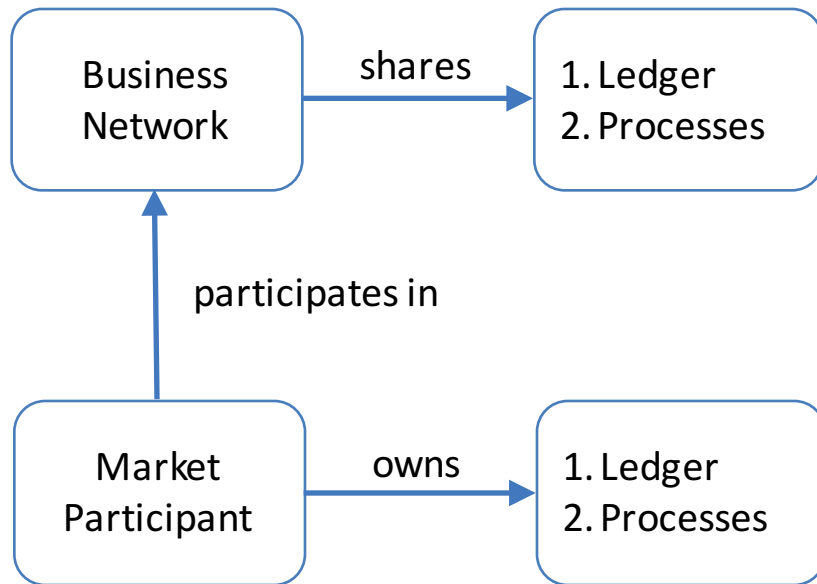 Business
Network
shares
1. Ledger
2. Processes
participates in
Market
Participant
owns
1. Ledger
2. Processes